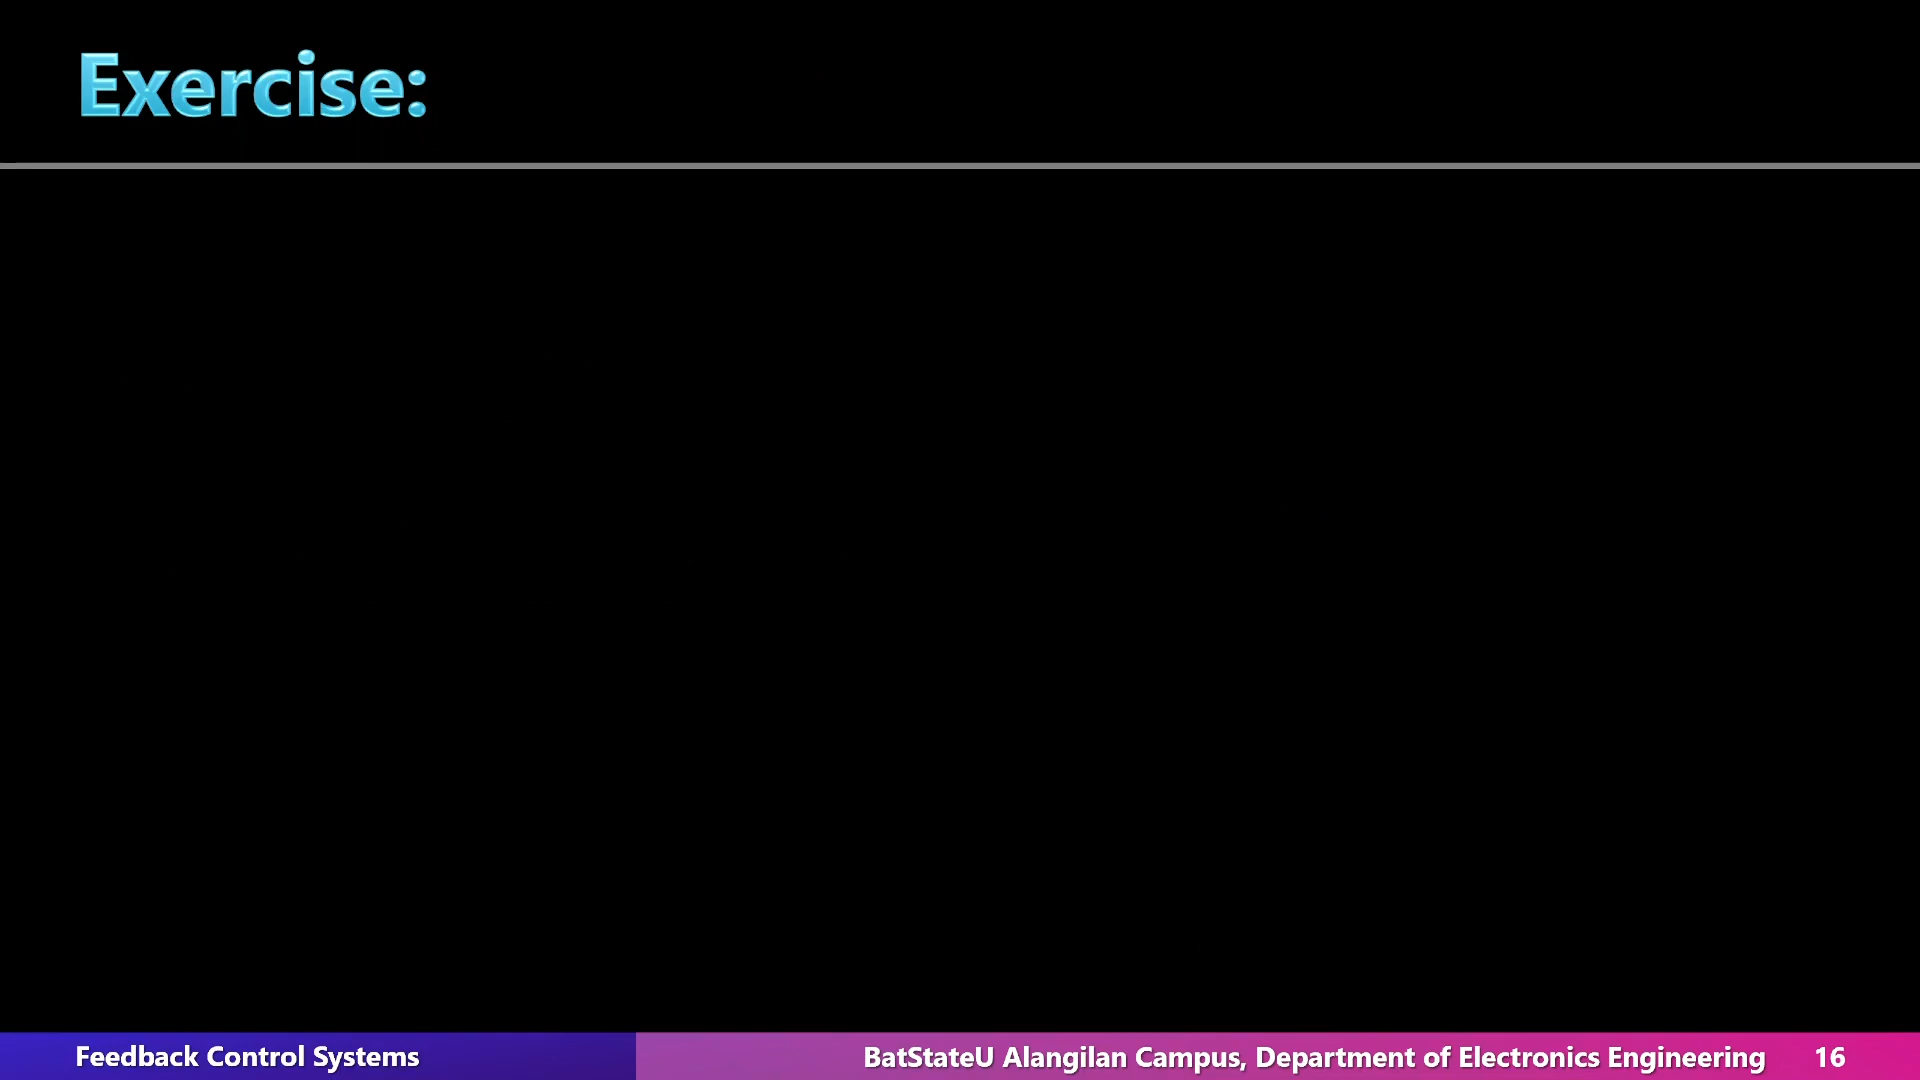 Exercise:
Feedback Control Systems
BatStateU Alangilan Campus, Department of Electronics Engineering 16